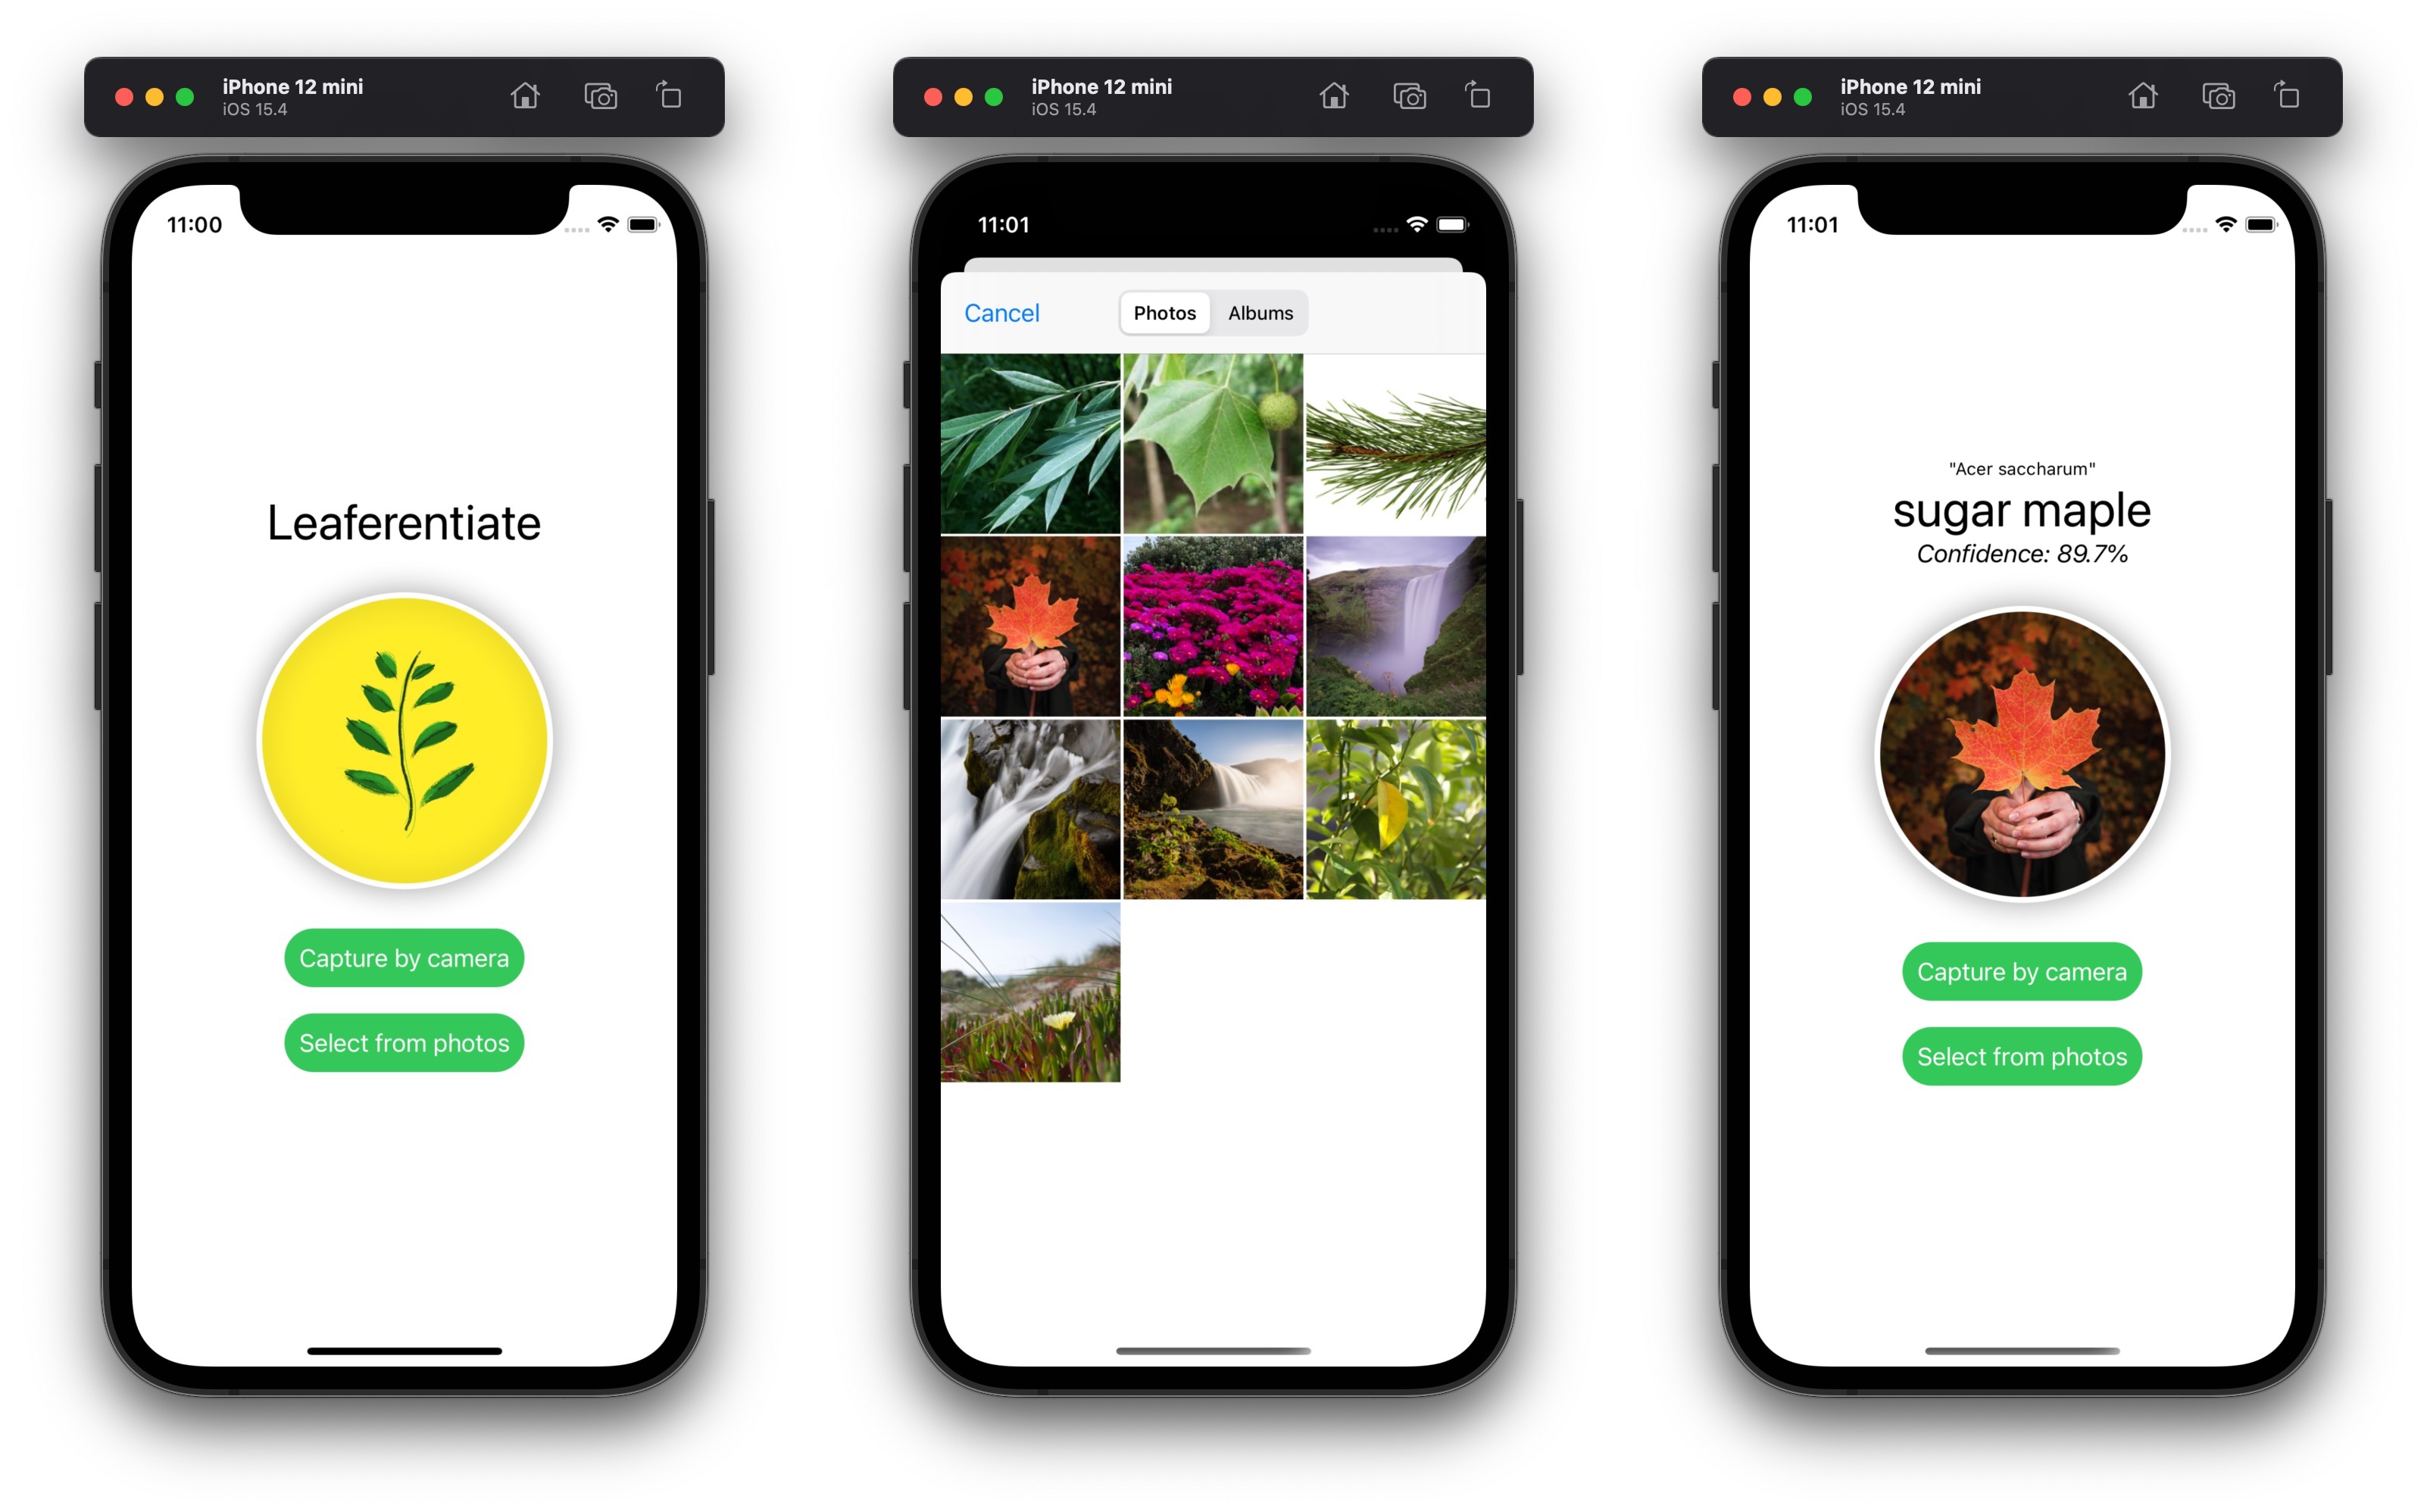 iPhone 12 mini
iOS 15.4
11:00
Leaferentiate
Capture by camera
Select from photos
iPhone 12 mini
iOS 15.4
11:01
Cancel
Photos
Albums
iPhone 12 mini
iOS 15.4
11:01
"Acer saccharum"
sugar maple
Confidence: 89.7%
Capture by camera
Select from photos